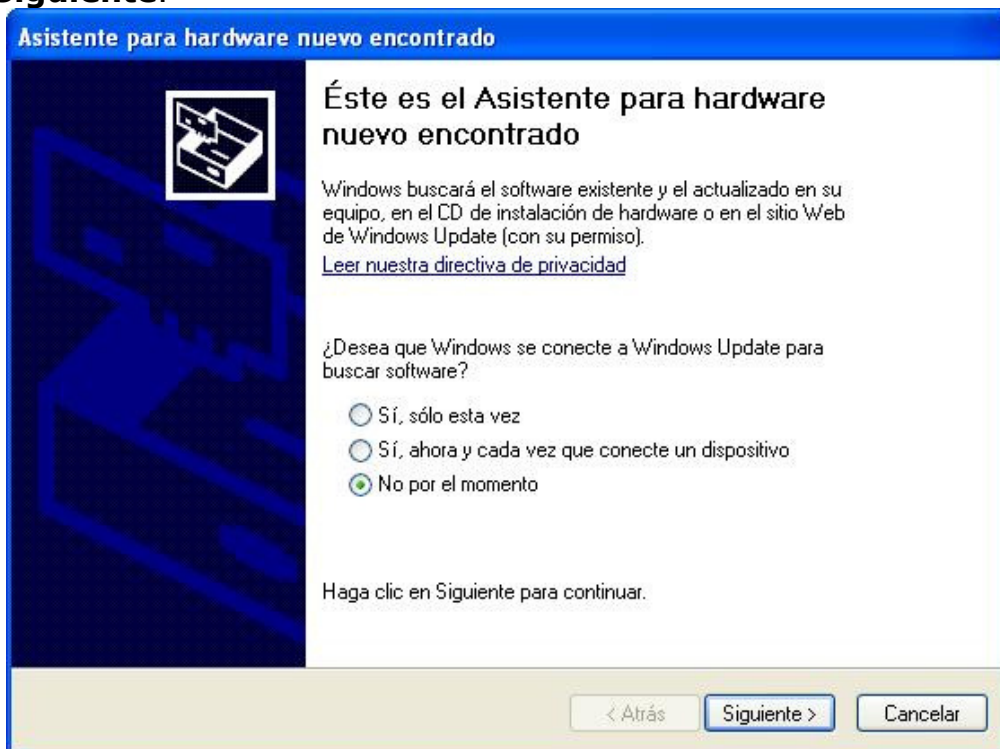 Siguiente.
Asistente para hardware nuevo encontrado
Éste es el Asistente para hardware
nuevo encontrado
Windows buscará el software existente y el actualizado en su
equipo, en el CD de instalación de hardware o en el sitio Web
de Windows Update (con su permiso).
Leer nuestra directiva de privacidad
¿Desea que Windows se conecte a Windows Update para
buscar software?
Sí, sólo esta vez
Sí, ahora y cada vez que conecte un dispositivo
No por el momento
Haga clic en Siguiente para continuar.
< Atrás
Siguiente >
Cancelar